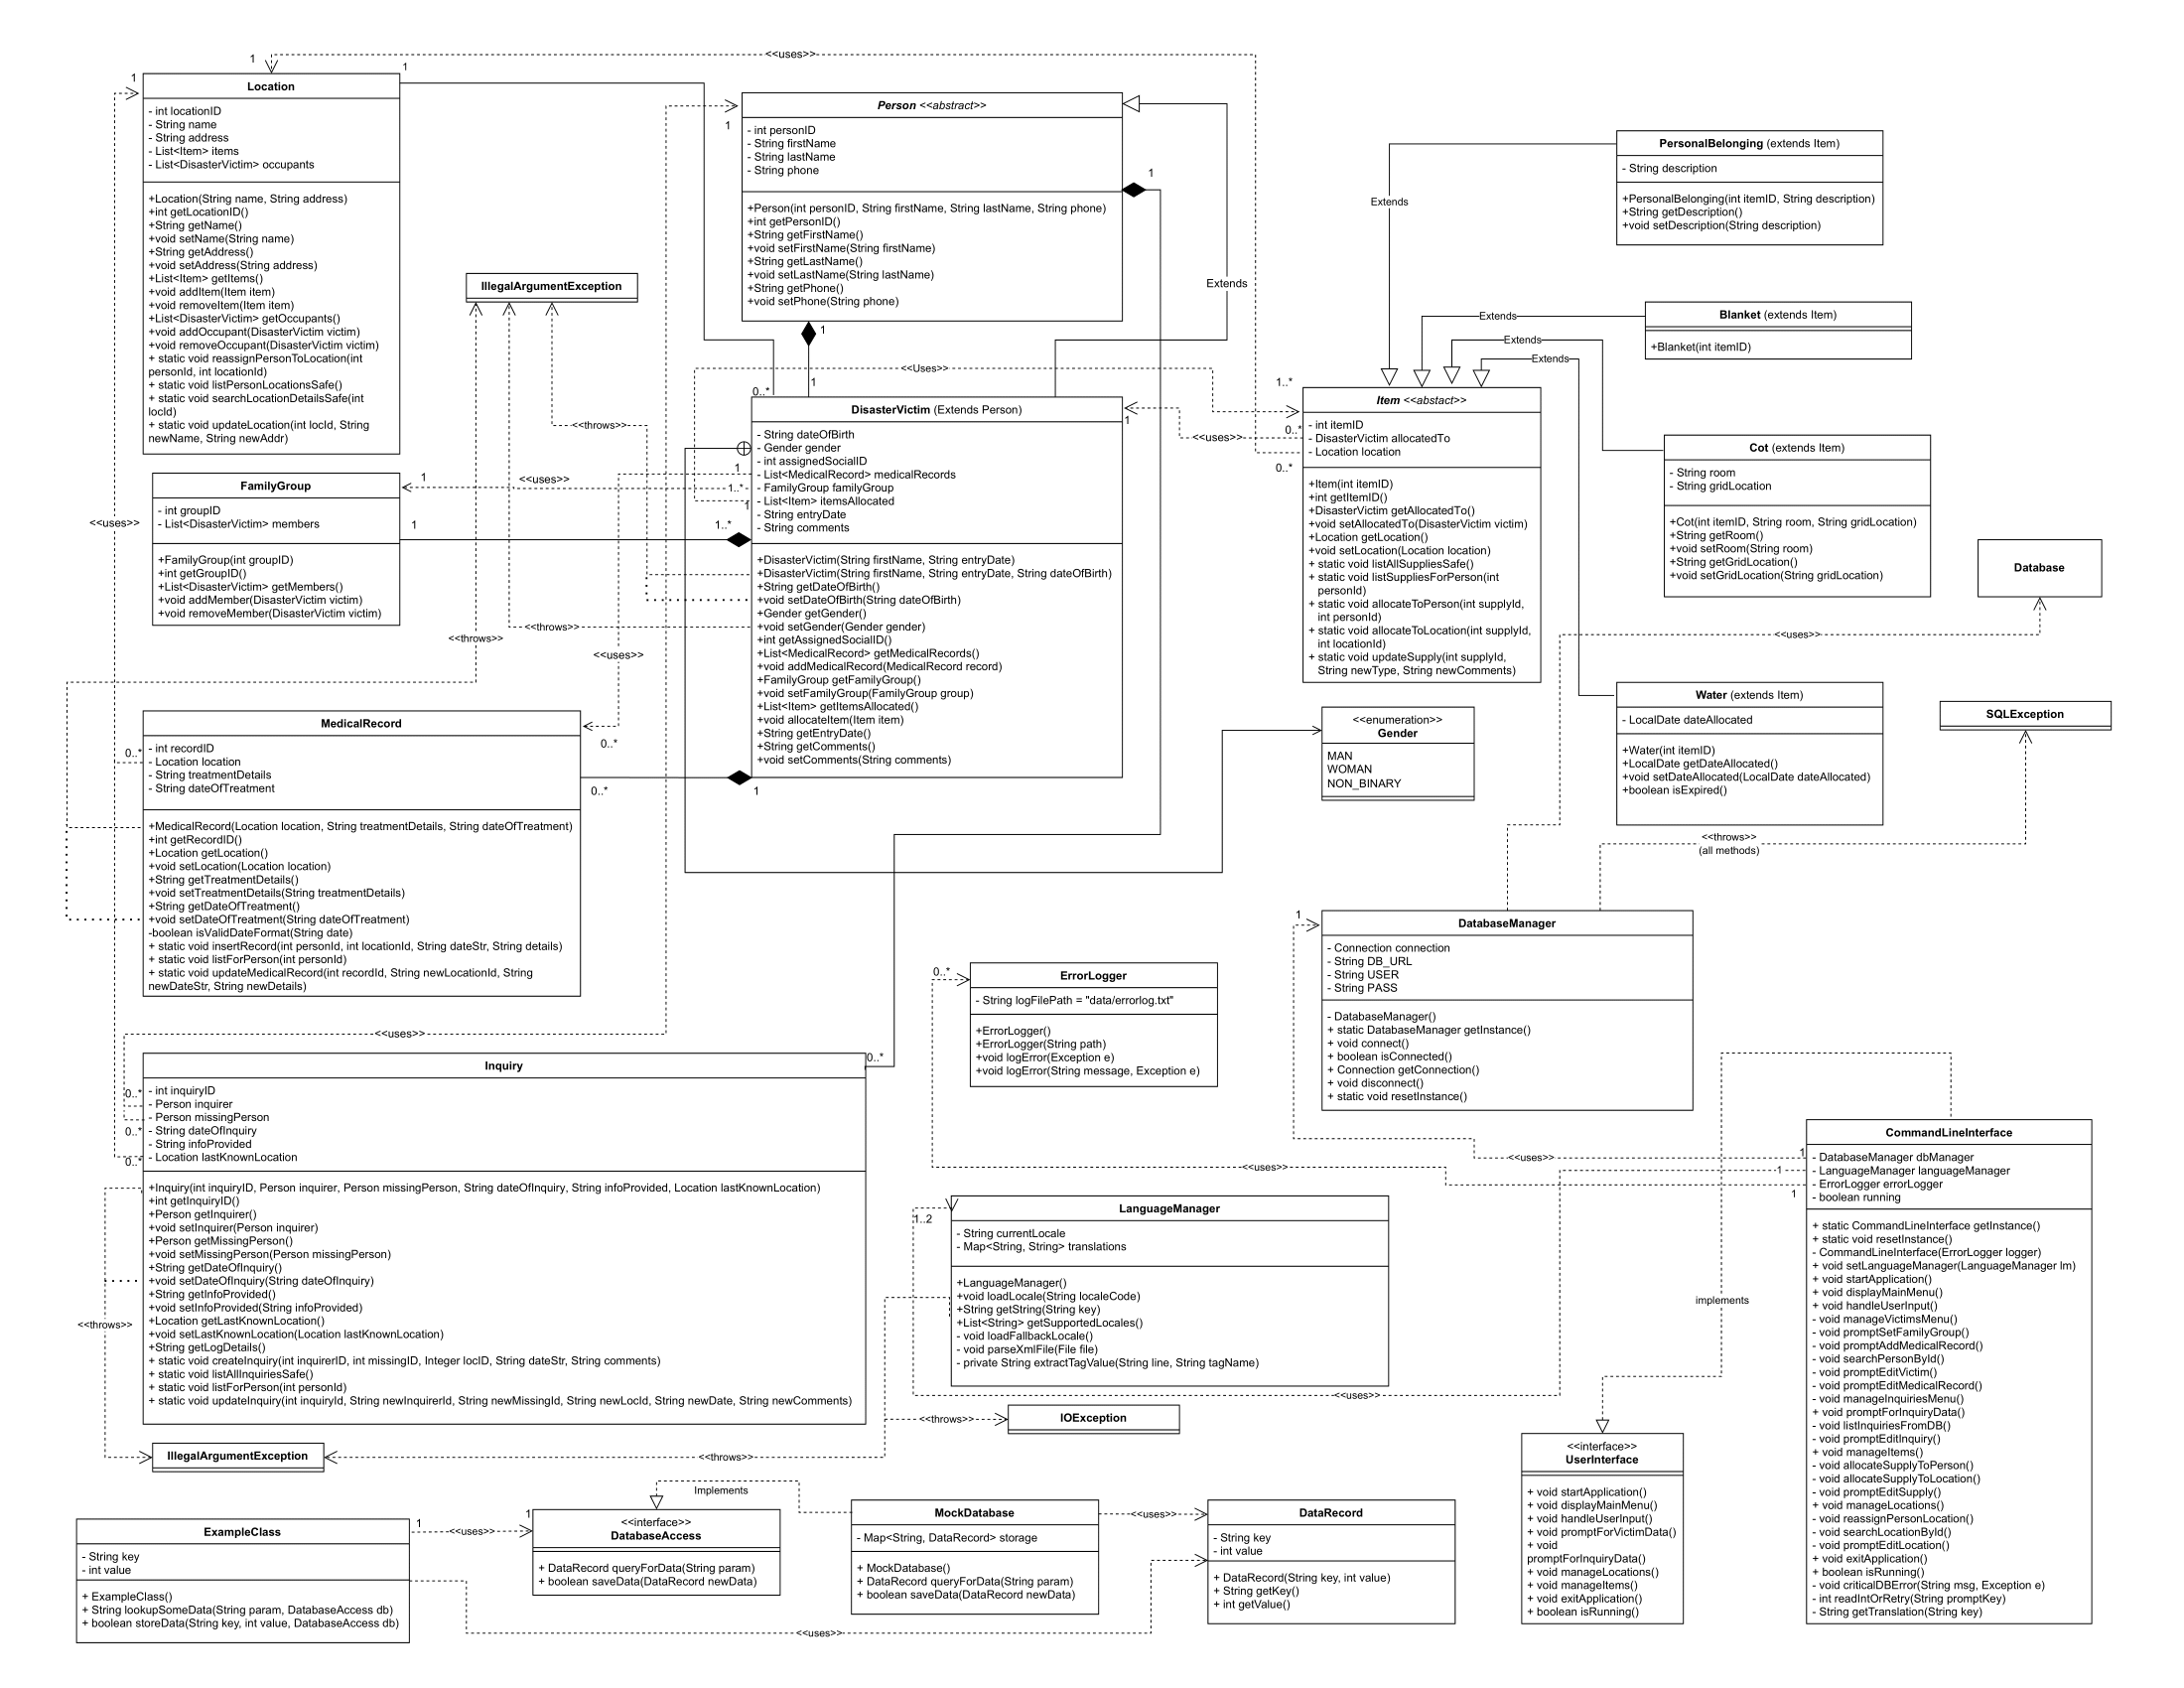 <<uses>>
1
1
1
Location
- int locationID
- String name
- String address
- List<Item> items
- List<DisasterVictim> occupants
+Location(String name, String address)
+int getLocationID()
+String getName()
+void setName(String name)
+String getAddress()
+void setAddress(String address)
+List<Item> getItems()
+void addItem(Item item)
+void removeItem(Item item)
+List<DisasterVictim> getOccupants()
+void addOccupant(DisasterVictim victim)
+void removeOccupant(DisasterVictim victim)
+ static void reassignPersonToLocation(int
personId, int locationId)
+ static void listPersonLocationsSafe()
+ static void searchLocationDetailsSafe(int
locId)
+ static void updateLocation(int locId, String
newName, String newAddr)
Person <<abstract>>
- int personID
- String firstName
- String lastName
- String phone
+Person(int personID, String firstName, String lastName, String phone)
+int getPersonID()
+String getFirstName()
+void setFirstName(String firstName)
+String getLastName()
+void setLastName(String lastName)
+String getPhone()
+void setPhone(String phone)
1
1
1
1
Extends
IllegalArgumentException
PersonalBelonging (extends Item)
- String description
+PersonalBelonging(int itemID, String description)
+String getDescription()
+void setDescription(String description)
Extends
Blanket (extends Item)
+Blanket(int itemID)
Extends
Extends
Extends
<<Uses>>
1..*
0..*
DisasterVictim (Extends Person)
- String dateOfBirth
- Gender gender
- int assignedSocialID
- List<MedicalRecord> medicalRecords
- FamilyGroup familyGroup
- List<Item> itemsAllocated
- String entryDate
- String comments
+DisasterVictim(String firstName, String entryDate)
+DisasterVictim(String firstName, String entryDate, String dateOfBirth)
+String getDateOfBirth()
+void setDateOfBirth(String dateOfBirth)
+Gender getGender()
+void setGender(Gender gender)
+int getAssignedSocialID()
+List<MedicalRecord> getMedicalRecords()
+void addMedicalRecord(MedicalRecord record)
+FamilyGroup getFamilyGroup()
+void setFamilyGroup(FamilyGroup group)
+List<Item> getItemsAllocated()
+void allocateItem(Item item)
+String getEntryDate()
+String getComments()
+void setComments(String comments)
1
<<uses>>
0..*
0..*
Item <<abstact>>
- int itemID
- DisasterVictim allocatedTo
- Location location
+Item(int itemID)
+int getItemID()
+DisasterVictim getAllocatedTo()
+void setAllocatedTo(DisasterVictim victim)
+Location getLocation()
+void setLocation(Location location)
+ static void listAllSuppliesSafe()
+ static void listSuppliesForPerson(int
personId)
+ static void allocateToPerson(int supplyId,
int personId)
+ static void allocateToLocation(int supplyId,
int locationId)
+ static void updateSupply(int supplyId,
String newType, String newComments)
Cot (extends Item)
- String room
- String gridLocation
+Cot(int itemID, String room, String gridLocation)
+String getRoom()
+void setRoom(String room)
+String getGridLocation()
+void setGridLocation(String gridLocation)
Database
<<uses>>
<<throws>>
1
1..*
1
1
<<uses>>
1
1..*
<<throws>>
<<throws>>
<<uses>>
<<uses>>
FamilyGroup
- int groupID
- List<DisasterVictim> members
+FamilyGroup(int groupID)
+int getGroupID()
+List<DisasterVictim> getMembers()
+void addMember(DisasterVictim victim)
+void removeMember(DisasterVictim victim)
Water (extends Item)
- LocalDate dateAllocated
+Water(int itemID)
+LocalDate getDateAllocated()
+void setDateAllocated(LocalDate dateAllocated)
+boolean isExpired()
SQLException
<<throws>>
(all methods)
<<enumeration>>
Gender
MAN
WOMAN
NON_BINARY
MedicalRecord
- int recordID
- Location location
- String treatmentDetails
- String dateOfTreatment
+MedicalRecord(Location location, String treatmentDetails, String dateOfTreatment)
+int getRecordID()
+Location getLocation()
+void setLocation(Location location)
+String getTreatmentDetails()
+void setTreatmentDetails(String treatmentDetails)
+String getDateOfTreatment()
+void setDateOfTreatment(String dateOfTreatment)
-boolean isValidDateFormat(String date)
+ static void insertRecord(int personId, int locationId, String dateStr, String details)
+ static void listForPerson(int personId)
+ static void updateMedicalRecord(int recordId, String newLocationId, String
newDateStr, String newDetails)
0..*
0..*
0..*
1
<<uses>>
Inquiry
- int inquiryID
- Person inquirer
- Person missingPerson
- String dateOfInquiry
- String infoProvided
- Location lastKnownLocation
+Inquiry(int inquiryID, Person inquirer, Person missingPerson, String dateOfInquiry, String infoProvided, Location lastKnownLocation)
+int getInquiryID()
+Person getInquirer()
+void setInquirer(Person inquirer)
+Person getMissingPerson()
+void setMissingPerson(Person missingPerson)
+String getDateOfInquiry()
+void setDateOfInquiry(String dateOfInquiry)
+String getInfoProvided()
+void setInfoProvided(String infoProvided)
+Location getLastKnownLocation()
+void setLastKnownLocation(Location lastKnownLocation)
+String getLogDetails()
+ static void createInquiry(int inquirerID, int missingID, Integer locID, String dateStr, String comments)
+ static void listAllInquiriesSafe()
+ static void listForPerson(int personId)
+ static void updateInquiry(int inquiryId, String newInquirerId, String newMissingId, String newLocId, String newDate, String newComments)
0..*
0..*
0..*
0..*
<<throws>>
IllegalArgumentException
ErrorLogger
- String logFilePath = "data/errorlog.txt"
+ErrorLogger()
+ErrorLogger(String path)
+void logError(Exception e)
+void logError(String message, Exception e)
0..*
<<uses>>
DatabaseManager
- Connection connection
- String DB_URL
- String USER
- String PASS
- DatabaseManager()
+ static DatabaseManager getInstance()
+ void connect()
+ boolean isConnected()
+ Connection getConnection()
+ void disconnect()
+ static void resetInstance()
1
<<uses>>
1
1
1
CommandLineInterface
- DatabaseManager dbManager
- LanguageManager languageManager
- ErrorLogger errorLogger
- boolean running
+ static CommandLineInterface getInstance()
+ static void resetInstance()
- CommandLineInterface(ErrorLogger logger)
+ void setLanguageManager(LanguageManager lm)
+ void startApplication()
+ void displayMainMenu()
+ void handleUserInput()
- void manageVictimsMenu()
- void promptSetFamilyGroup()
- void promptAddMedicalRecord()
- void searchPersonById()
- void promptEditVictim()
- void promptEditMedicalRecord()
- void manageInquiriesMenu()
+ void promptForInquiryData()
- void listInquiriesFromDB()
- void promptEditInquiry()
+ void manageItems()
- void allocateSupplyToPerson()
- void allocateSupplyToLocation()
- void promptEditSupply()
+ void manageLocations()
- void reassignPersonLocation()
- void searchLocationById()
- void promptEditLocation()
+ void exitApplication()
+ boolean isRunning()
- void criticalDBError(String msg, Exception e)
- int readIntOrRetry(String promptKey)
- String getTranslation(String key)
LanguageManager
- String currentLocale
- Map<String, String> translations
+LanguageManager()
+void loadLocale(String localeCode)
+String getString(String key)
+List<String> getSupportedLocales()
- void loadFallbackLocale()
- void parseXmlFile(File file)
- private String extractTagValue(String line, String tagName)
1..2
<<uses>>
implements
<<throws>>
IOException
<<throws>>
<<interface>>
UserInterface
+ void startApplication()
+ void displayMainMenu()
+ void handleUserInput()
+ void promptForVictimData()
+ void
promptForInquiryData()
+ void manageLocations()
+ void manageItems()
+ void exitApplication()
+ boolean isRunning()
ExampleClass
- String key
- int value
+ ExampleClass()
+ String lookupSomeData(String param, DatabaseAccess db)
+ boolean storeData(String key, int value, DatabaseAccess db)
1
<<uses>>
1
<<interface>>
DatabaseAccess
+ DataRecord queryForData(String param)
+ boolean saveData(DataRecord newData)
Implements
MockDatabase
- Map<String, DataRecord> storage
+ MockDatabase()
+ DataRecord queryForData(String param)
+ boolean saveData(DataRecord newData)
<<uses>>
DataRecord
- String key
- int value
+ DataRecord(String key, int value)
+ String getKey()
+ int getValue()
<<uses>>